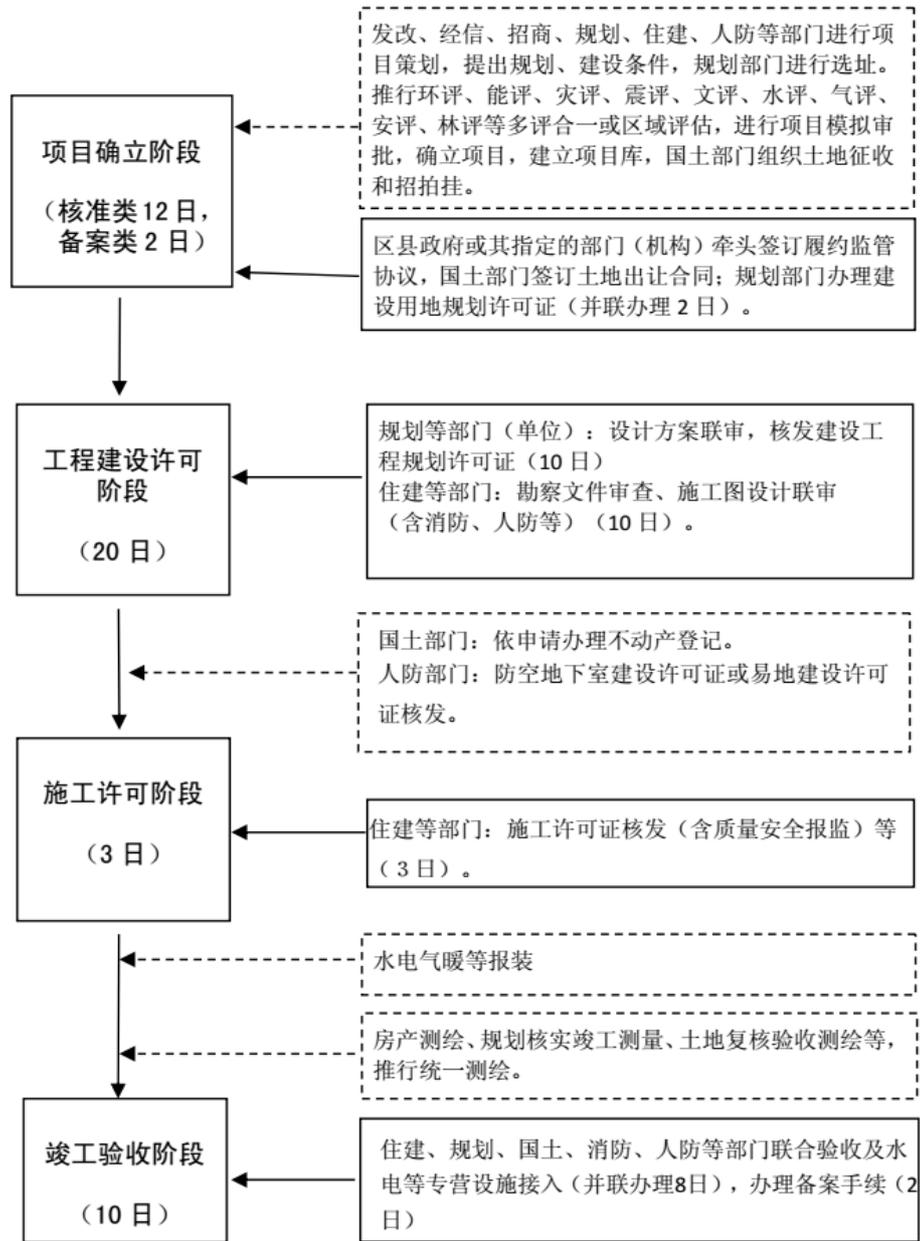 发改、经信、招商、规划、住建、人防等部门进行项
目策划，提出规划、建设条件，规划部门进行选址。
推行环评、能评、灾评、震评、文评、水评、气评、
安评、林评等多评合一或区域评估，进行项目模拟审
批，确立项目，建立项目库，国土部门组织土地征收
和招拍挂。
项目确立阶段
（核准类 12 日，
备案类 2 日）
区县政府或其指定的部门（机构）牵头签订履约监管
协议，国土部门签订土地出让合同；规划部门办理建
设用地规划许可证（并联办理 2 日）。
工程建设许可
阶段
（20 日）
规划等部门（单位）：设计方案联审，核发建设工
程规划许可证（10 日）
住建等部门：勘察文件审查、施工图设计联审
（含消防、人防等）（10 日）。
国土部门：依申请办理不动产登记。
人防部门：防空地下室建设许可证或易地建设许可
证核发。
施工许可阶段
（3 日）
住建等部门：施工许可证核发（含质量安全报监）等
（3 日）。
水电气暖等报装
房产测绘、规划核实竣工测量、土地复核验收测绘等，
推行统一测绘。
竣工验收阶段
（10 日）
住建、规划、国土、消防、人防等部门联合验收及水
电等专营设施接入（并联办理8日），办理备案手续（2
日）